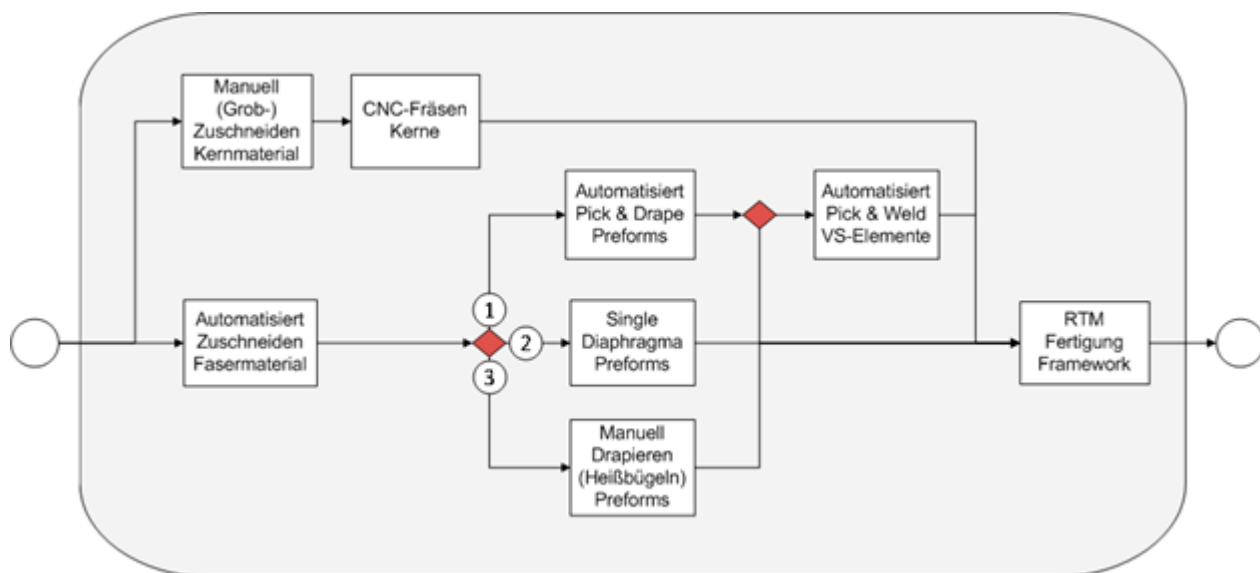 Manuell
(Grob-)
Zuschneiden
Kernmaterial
CNC-Fräsen
Kerne
Automatisiert
Pick & Drape
Preforms
Automatisiert
Pick & Weld
VS-Elemente
Automatisiert
Zuschneiden
Fasermaterial
1
2
3
Single
Diaphragma
Preforms
Manuell
Drapieren
(Heißbügeln)
Preforms
RTM
Fertigung
Framework